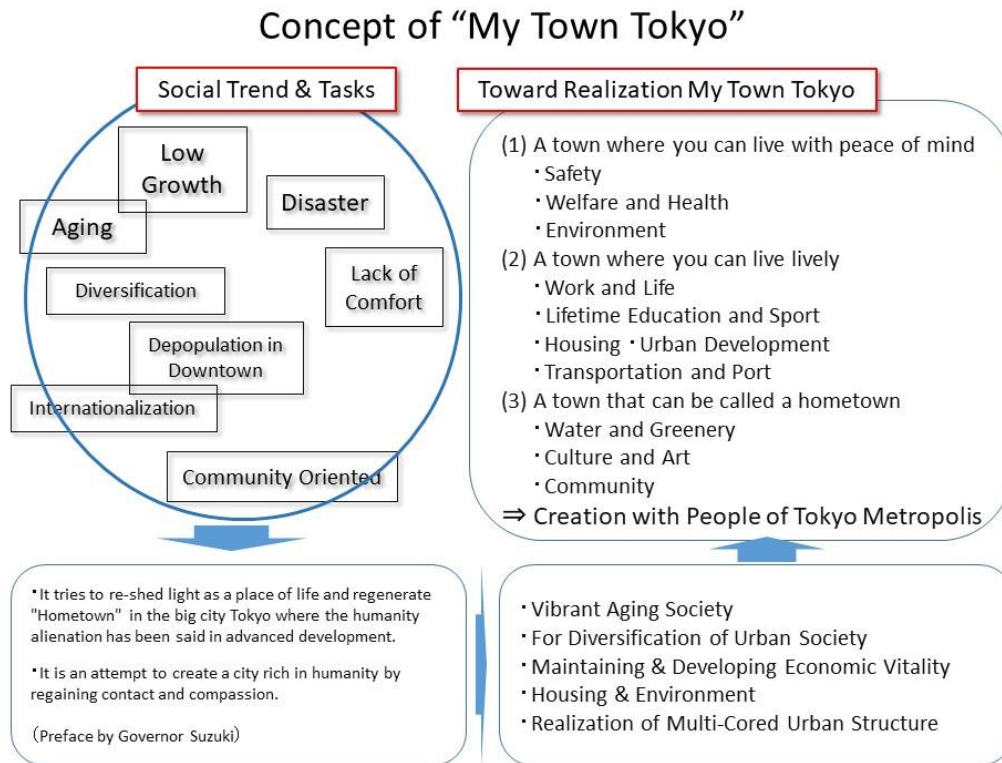 Concept of “My Town Tokyo”
Social Trend & Tasks
Low
Growth
Disaster
Aging
Lack of
Comfort
Diversification
Depopulation in
Downtown
Internationalization
Community Oriented
・It tries to re-shed light as a place of life and regenerate
"Hometown" in the big city Tokyo where the humanity
alienation has been said in advanced development.
・It is an attempt to create a city rich in humanity by
regaining contact and compassion.
(Preface by Governor Suzuki)
・Vibrant Aging Society
・For Diversification of Urban Society
・Maintaining & Developing Economic Vitality
・Housing & Environment
・Realization of Multi-Cored Urban Structure
Toward Realization My Town Tokyo
(1) A town where you can live with peace of mind
・Safety
・Welfare and Health
・Environment
(2) A town where you can live lively
・Work and Life
・Lifetime Education and Sport
・Housing ・Urban Development
・Transportation and Port
(3) A town that can be called a hometown
・Water and Greenery
・Culture and Art
・Community
⇒ Creation with People of Tokyo Metropolis